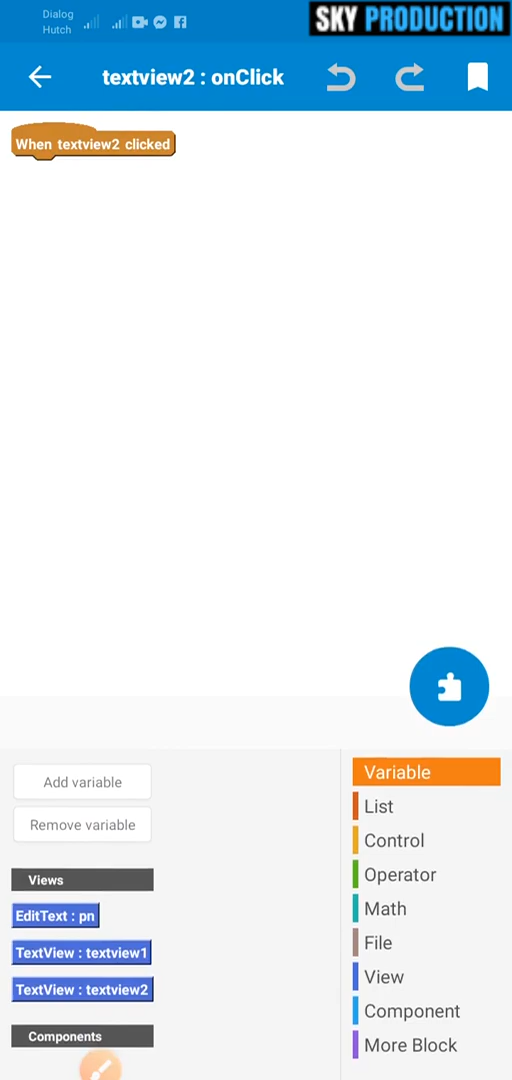 Dialog
Hutch
SKY PRODUCTION
textview2 : onClick
When textview2 clicked
Add variable
Remove variable
Views
EditText : pn
TextView : textview1
TextView : textview2
Components
Variable
List
Control
Operator
Math
File
View
Component
More Block